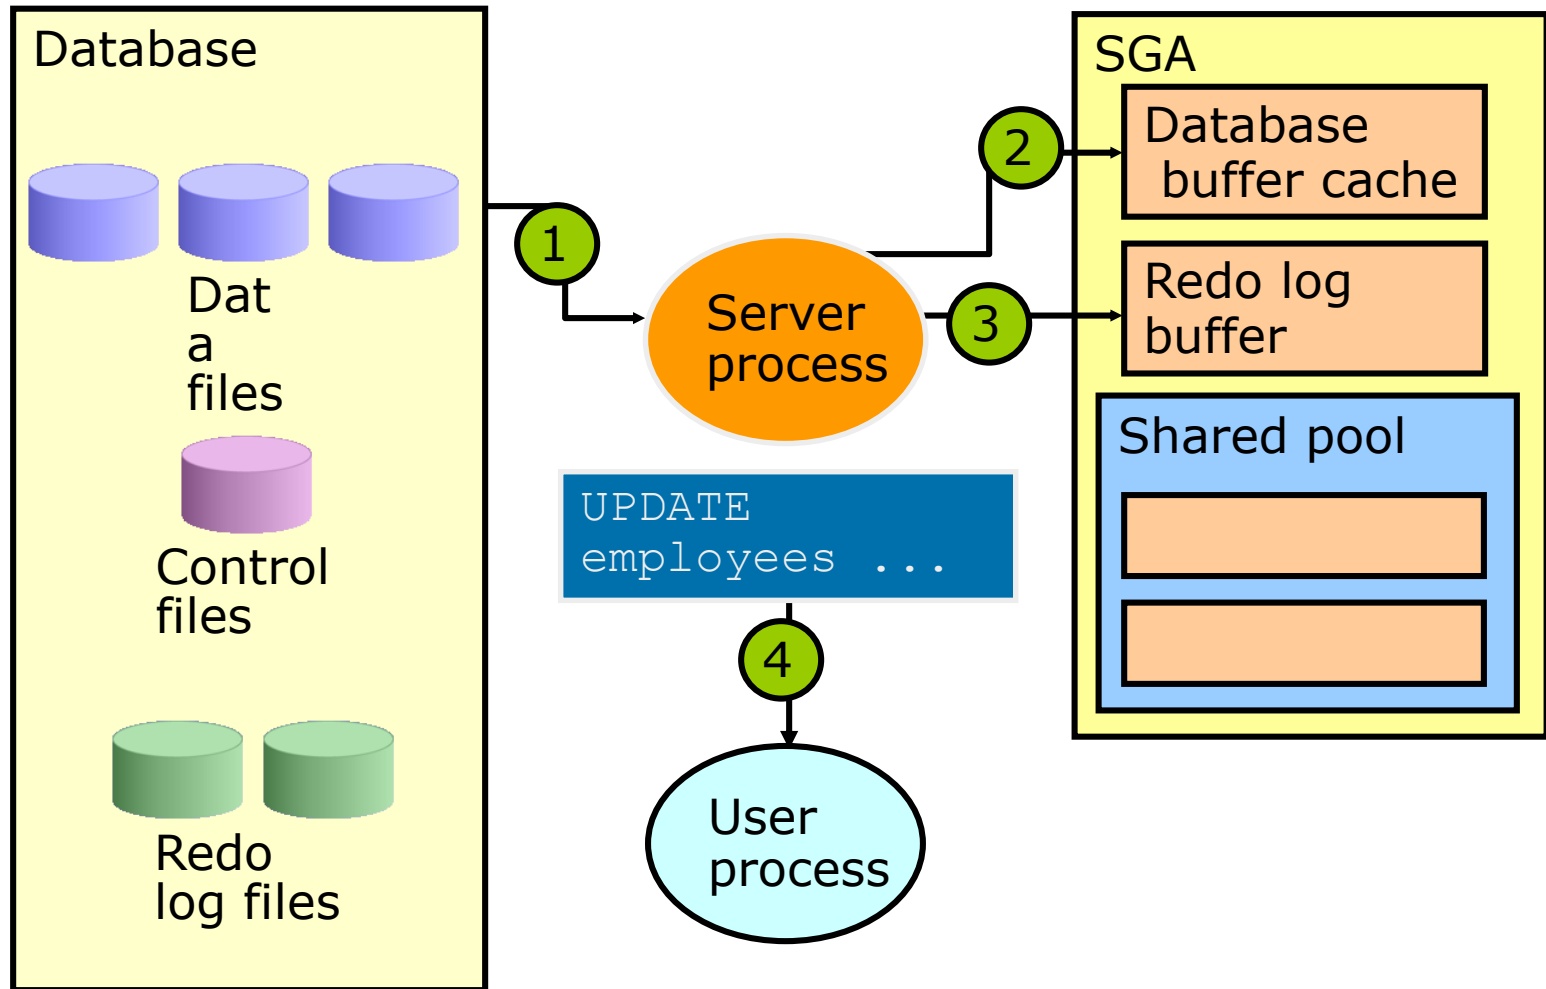 Database
Dat
a
files
Control
files
Redo
log files
1
Server
process
2
3
UPDATE
employees ...
4
User
process
SGA
Database
buffer cache
Redo log
buffer
Shared pool